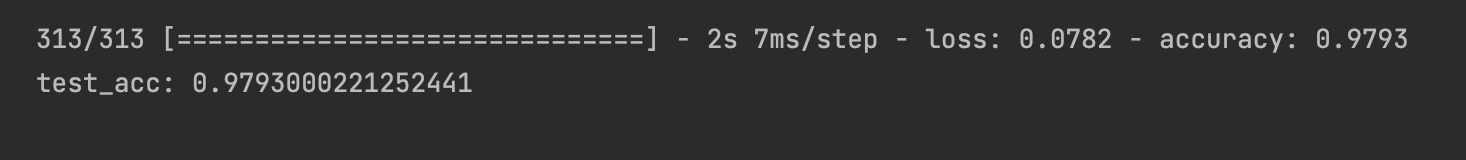 313/313 [==============================] - 2s 7ms/step - loss: 0.0782 - accuracy: 0.9793
test_acc: 0.9793000221252441